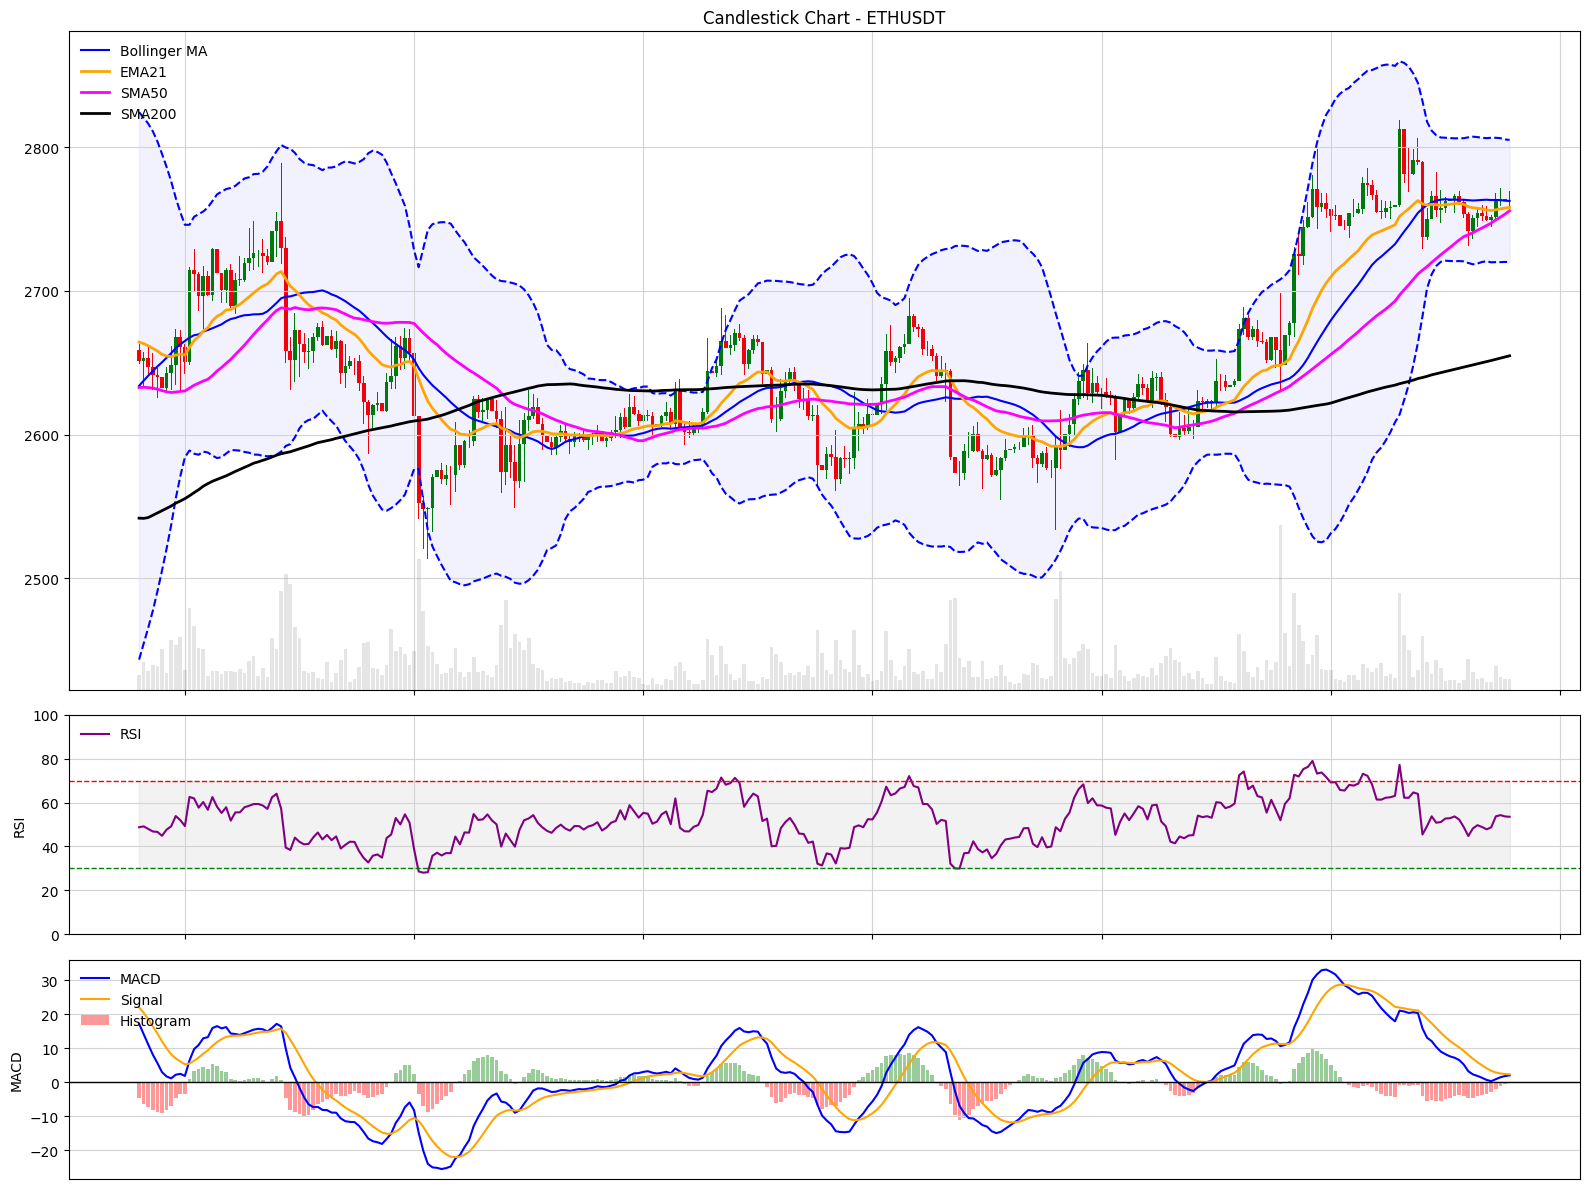 Candlestick Chart - ETHUSDT
Bollinger MA
EMA21
SMA50
SMA200
2800
2700
2600
2500
100
80
60
40
20
0
RSI
RSI
30
20
10
0
−10
−20
MACD
MACD
Signal
Histogram